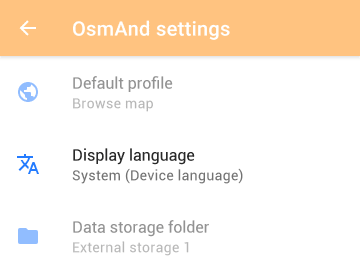 OsmAnd settings
Default profile
Browse map
Display language
System (Device language)
Data storage folder
External storage 1